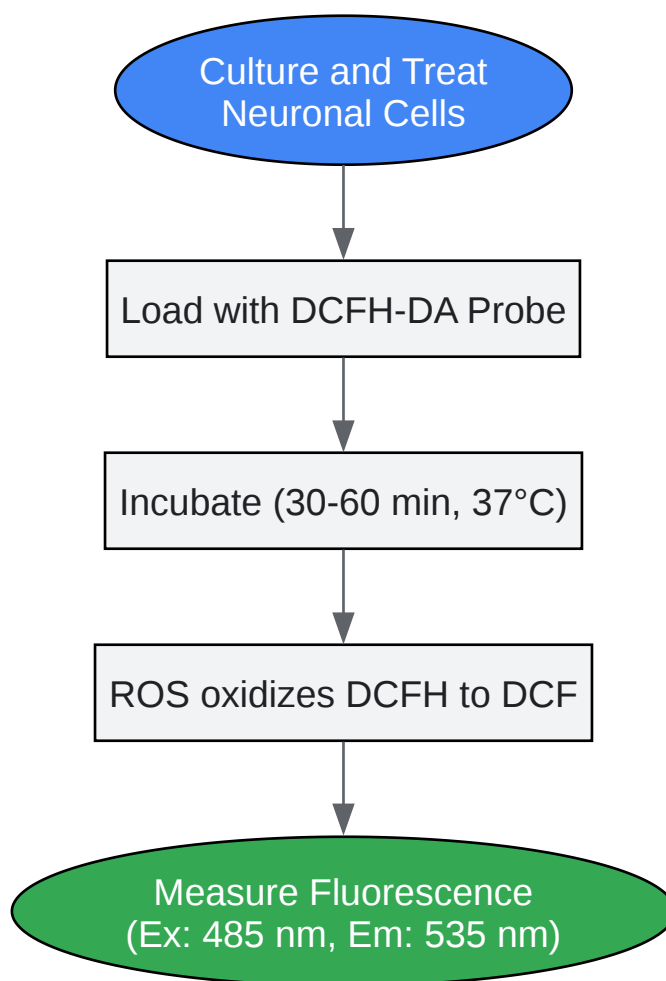 Culture and Treat
Neuronal Cells
Load with DCFH-DA Probe
Incubate (30-60 min, 37°C)
ROS oxidizes DCFH to DCF
Measure Fluorescence
(Ex: 485 nm, Em: 535 nm)